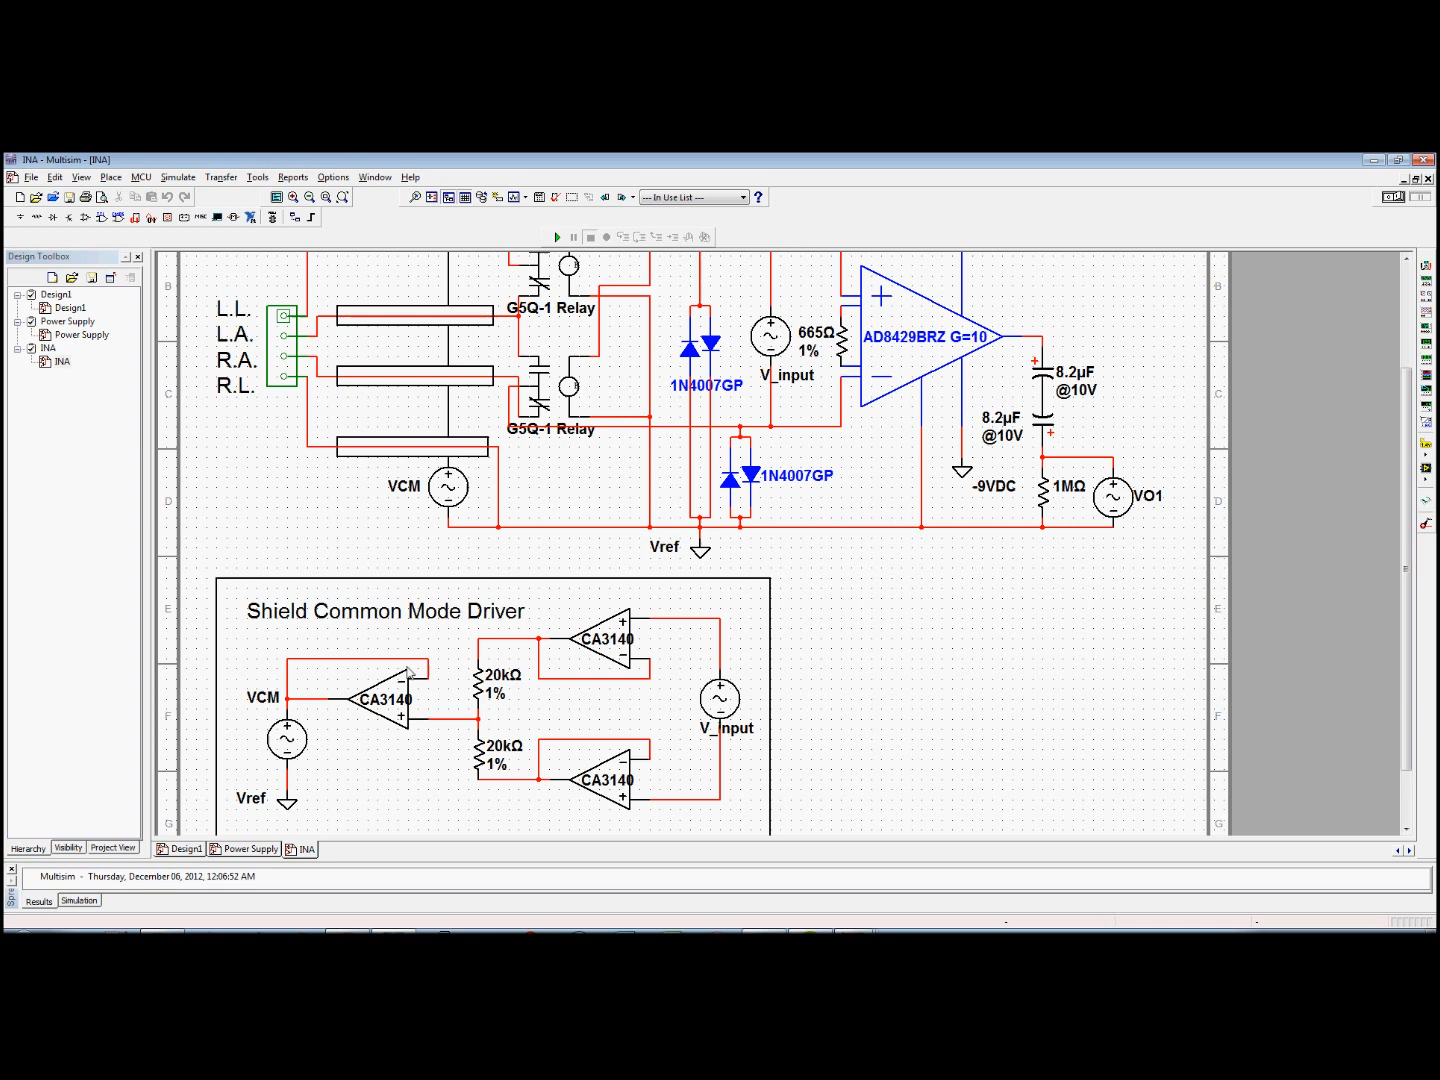 INA - Multisim - [INA]
File Edit View Place MCU Simulate Transfer Tools Reports Options Window Help
--- In Use List ---
?
Design Toolbox
Design1
Design1
Power Supply
Power Supply
INA
INA
Hierarchy Visibility Project View
B
C
D
E
F
G
L.L.
L.A.
R.A.
R.L.
G5Q-1 Relay
G5Q-1 Relay
VCM
+
-
1N4007GP
V_input
665Ω
1%
AD8429BRZ G=10
8.2µF
@10V
8.2µF
@10V
1N4007GP
-9VDC
1MΩ
VO1
Vref
B
C
D
E
F
G
Shield Common Mode Driver
CA3140
20kΩ
1%
VCM
CA3140
20kΩ
1%
V_input
CA3140
Vref
Design1 Power Supply INA
Multisim - Thursday, December 06, 2012, 12:06:52 AM
Spre
Results Simulation